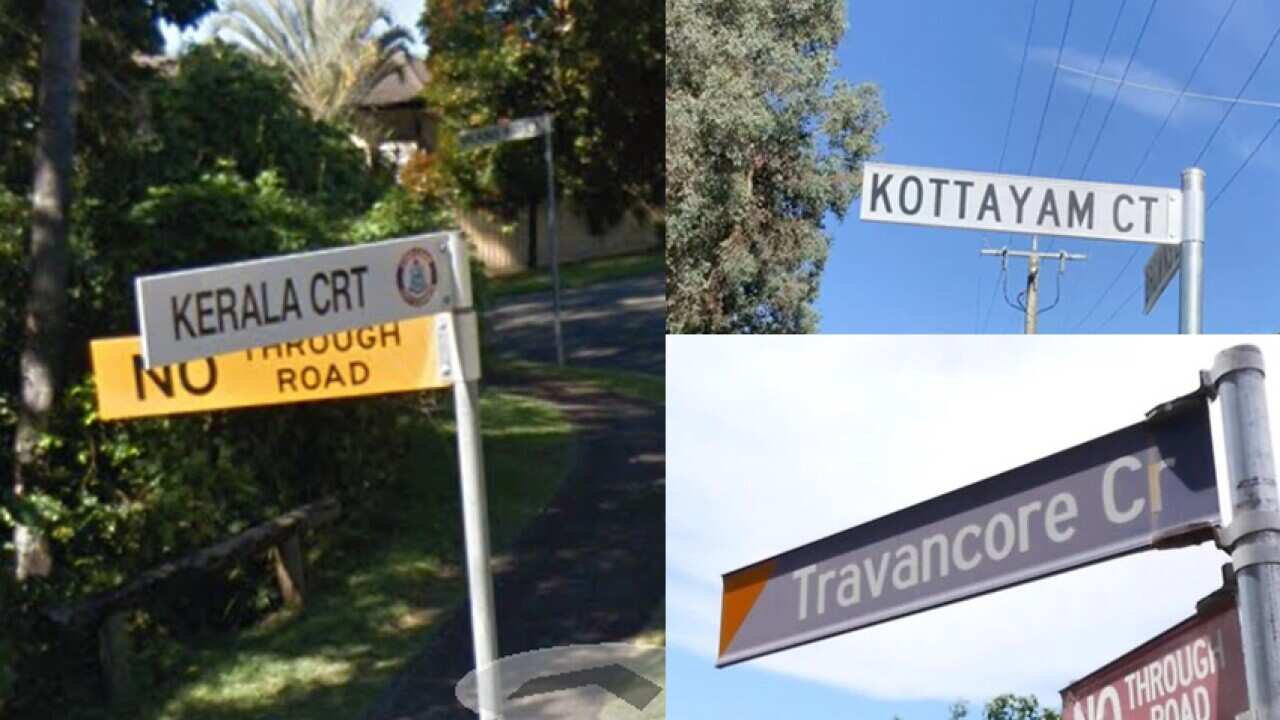 KERALA CRT
NO THROUGH
ROAD
KOTTAYAM CT
Travancore Cr
NO THROUGH
ROAD